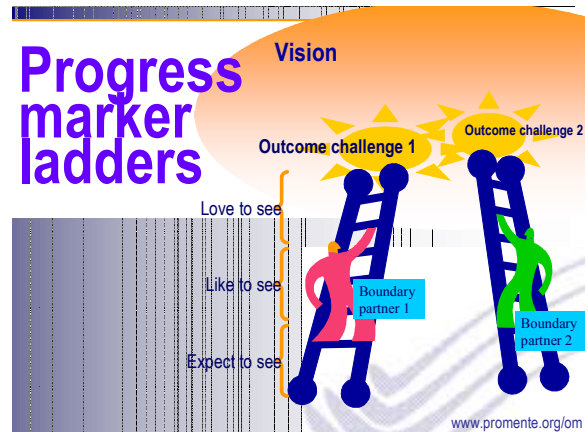 Progress
marker
ladders
Vision
Outcome challenge 1
Outcome challenge 2
Love to see
Like to see
Expect to see
Boundary
partner 1
Boundary
partner 2
www.promente.org/om